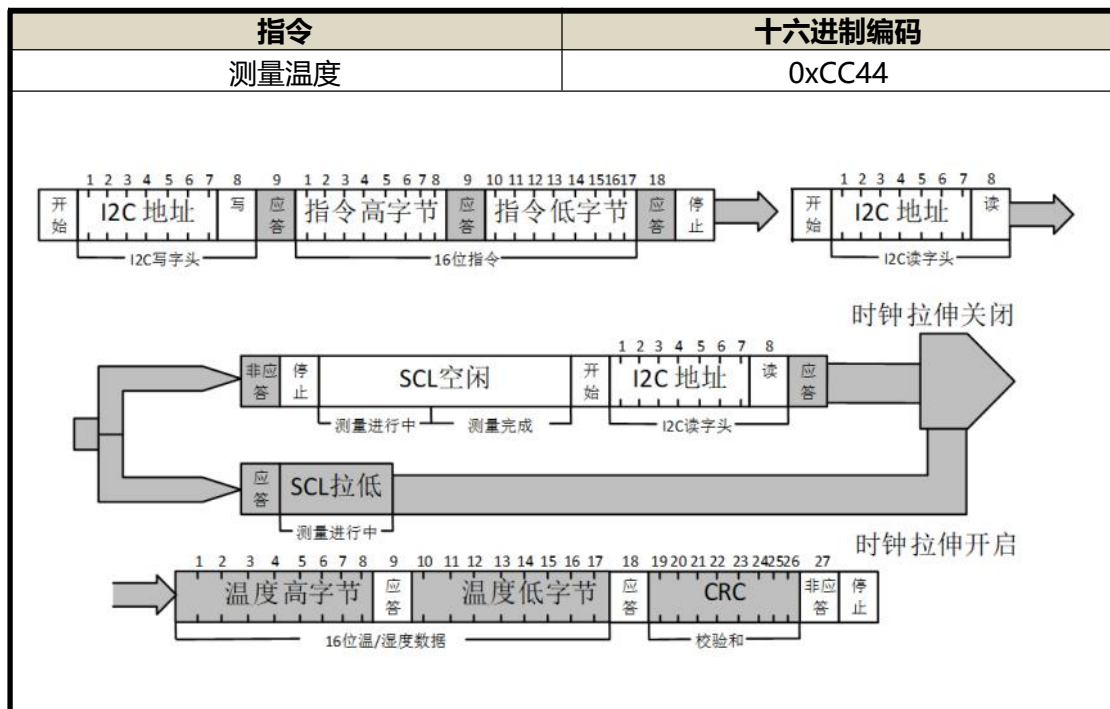 指令 十六进制编码
测量温度 0xCC44
1 2 3 4 5 6 7 8 9 1 2 3 4 5 6 7 8 9 10 11 12 13 14 15 16 17 18 1 2 3 4 5 6 7 8
开始 I2C 地址 写 应答 指令高字节 应答 指令低字节 应答 停止 开始 I2C 地址 读
I2C写字头 16位指令 I2C读字头
时钟拉伸关闭
1 2 3 4 5 6 7 8
非应答 停止 SCL空闲 开始 I2C 地址 读 应答
测量进行中 测量完成 I2C读字头
应答 SCL拉低
测量进行中
时钟拉伸开启
1 2 3 4 5 6 7 8 9 10 11 12 13 14 15 16 17 18 19 20 21 22 23 24 25 26 27
温度高字节 应答 温度低字节 应答 CRC 非应答 停止
16位温/湿度数据 校验和